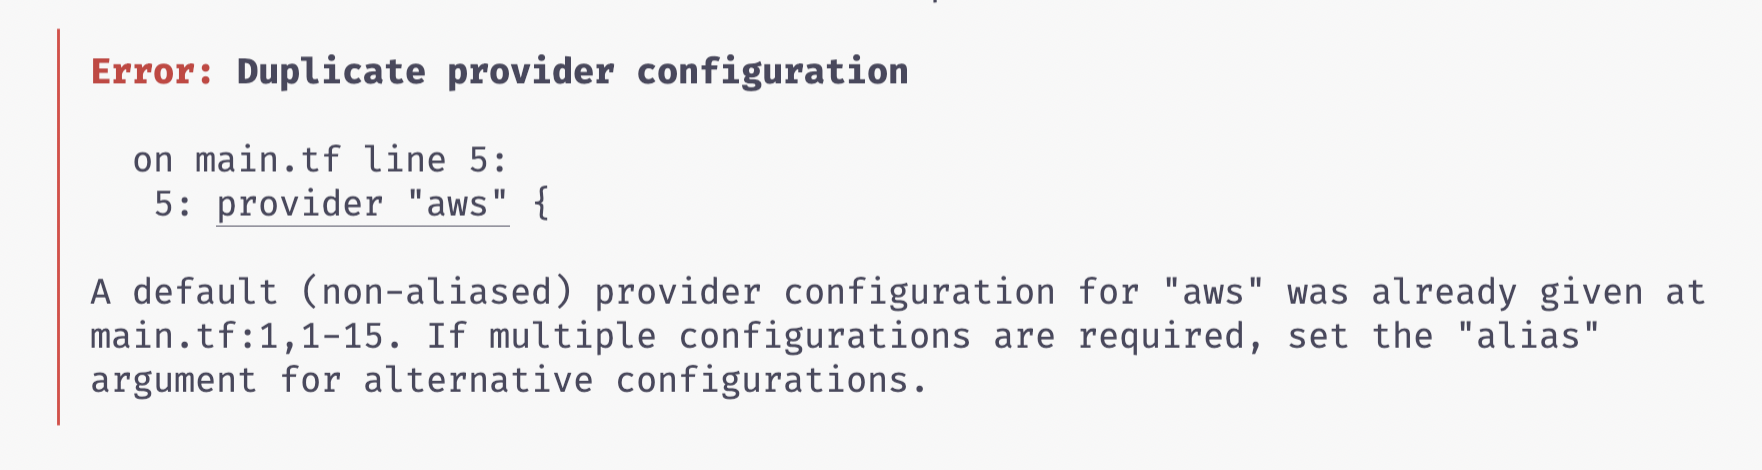 Error: Duplicate provider configuration
on main.tf line 5:
5: provider "aws" {
A default (non-aliased) provider configuration for "aws" was already given at
main.tf:1,1-15. If multiple configurations are required, set the "alias"
argument for alternative configurations.